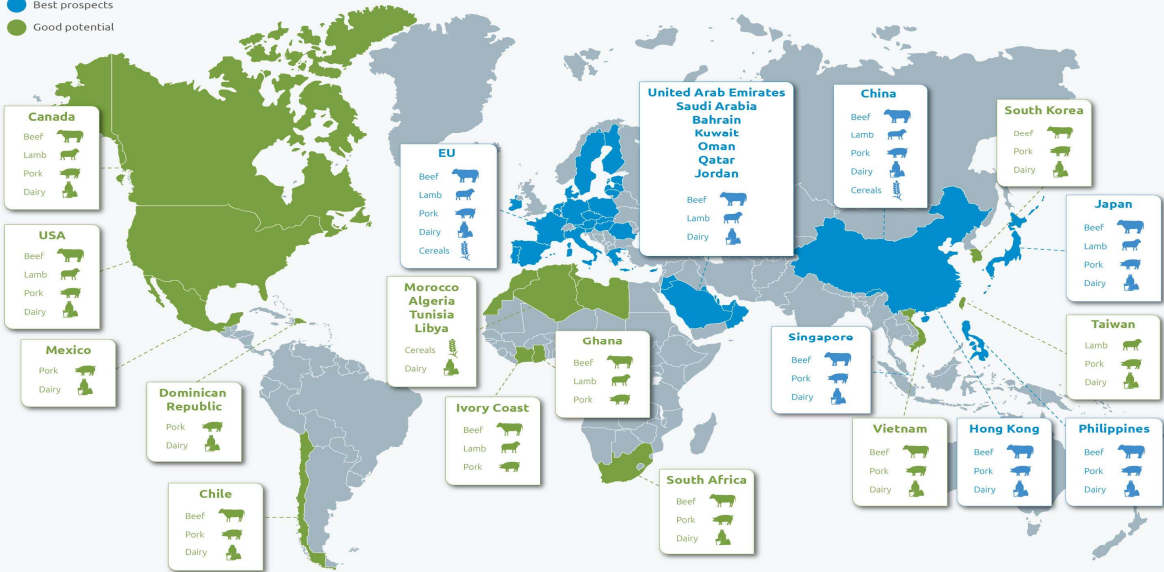 Best prospects
Good potential
Canada
Beef
Lamb
Pork
Dairy
USA
Beef
Lamb
Pork
Dairy
Mexico
Pork
Dairy
Dominican
Republic
Pork
Dairy
Chile
Beef
Pork
Dairy
EU
Beef
Lamb
Pork
Dairy
Cereals
Morocco
Algeria
Tunisia
Libya
Cereals
Dairy
Ivory Coast
Beef
Lamb
Pork
Ghana
Beef
Lamb
Pork
South Africa
Beef
Pork
Dairy
United Arab Emirates
Saudi Arabia
Bahrain
Kuwait
Oman
Qatar
Jordan
Beef
Lamb
Dairy
China
Beef
Lamb
Pork
Dairy
Cereals
South Korea
Beef
Pork
Dairy
Japan
Beef
Lamb
Pork
Dairy
Taiwan
Lamb
Pork
Dairy
Singapore
Beef
Pork
Dairy
Vietnam
Beef
Pork
Dairy
Hong Kong
Beef
Pork
Dairy
Philippines
Beef
Pork
Dairy